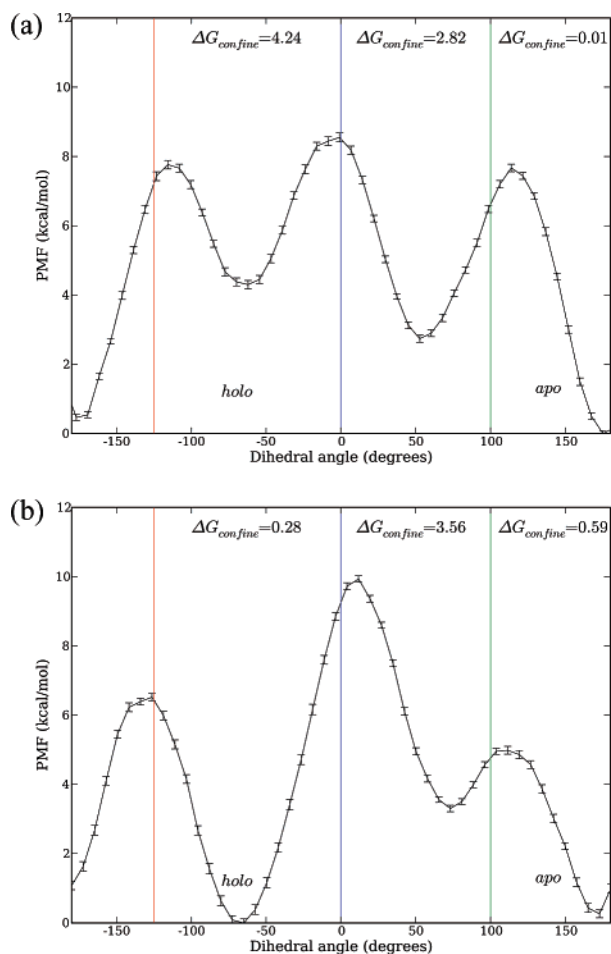 (a)
12
10
8
6
4
2
0
PMF (kcal/mol)
ΔG_confine=4.24
ΔG_confine=2.82
ΔG_confine=0.01
holo
apo
-150 -100 -50 0 50 100 150
Dihedral angle (degrees)
(b)
12
10
8
6
4
2
0
PMF (kcal/mol)
ΔG_confine=0.28
ΔG_confine=3.56
ΔG_confine=0.59
holo
apo
-150 -100 -50 0 50 100 150
Dihedral angle (degrees)